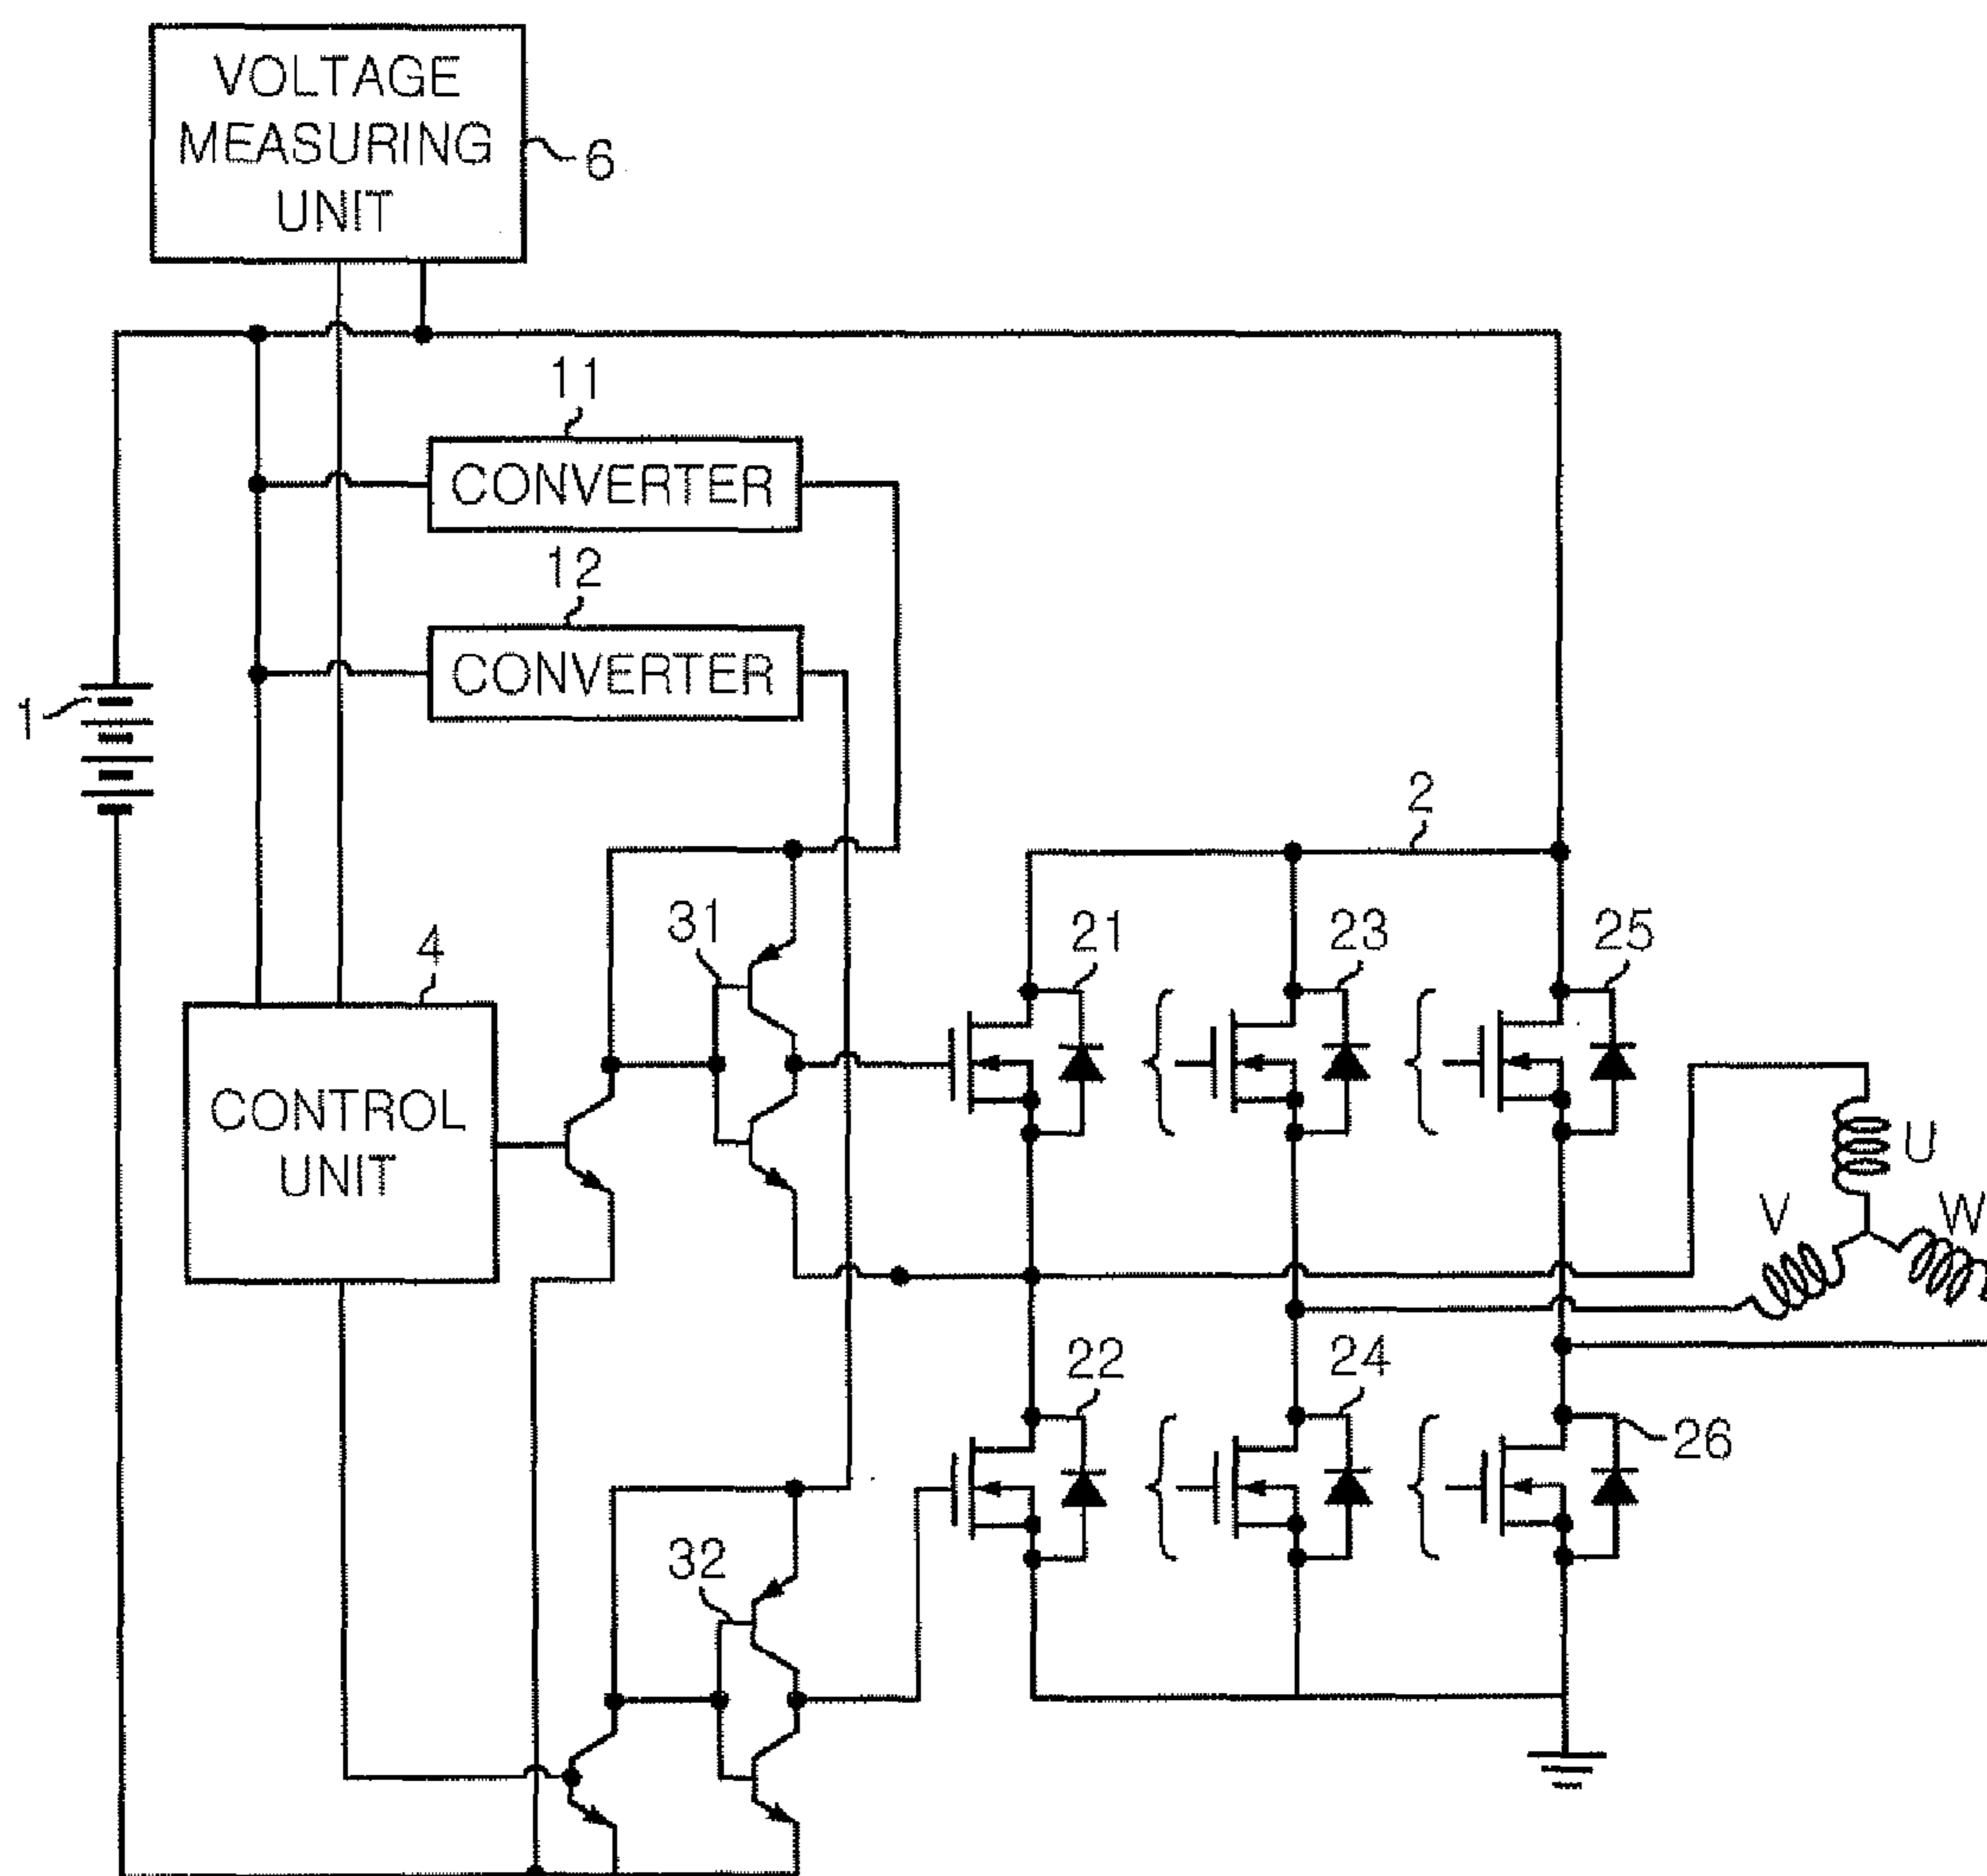 VOLTAGE
MEASURING
UNIT
6
11
CONVERTER
12
CONVERTER
1
2
31
21
23
25
4
CONTROL
UNIT
U
V
W
22
24
26
32